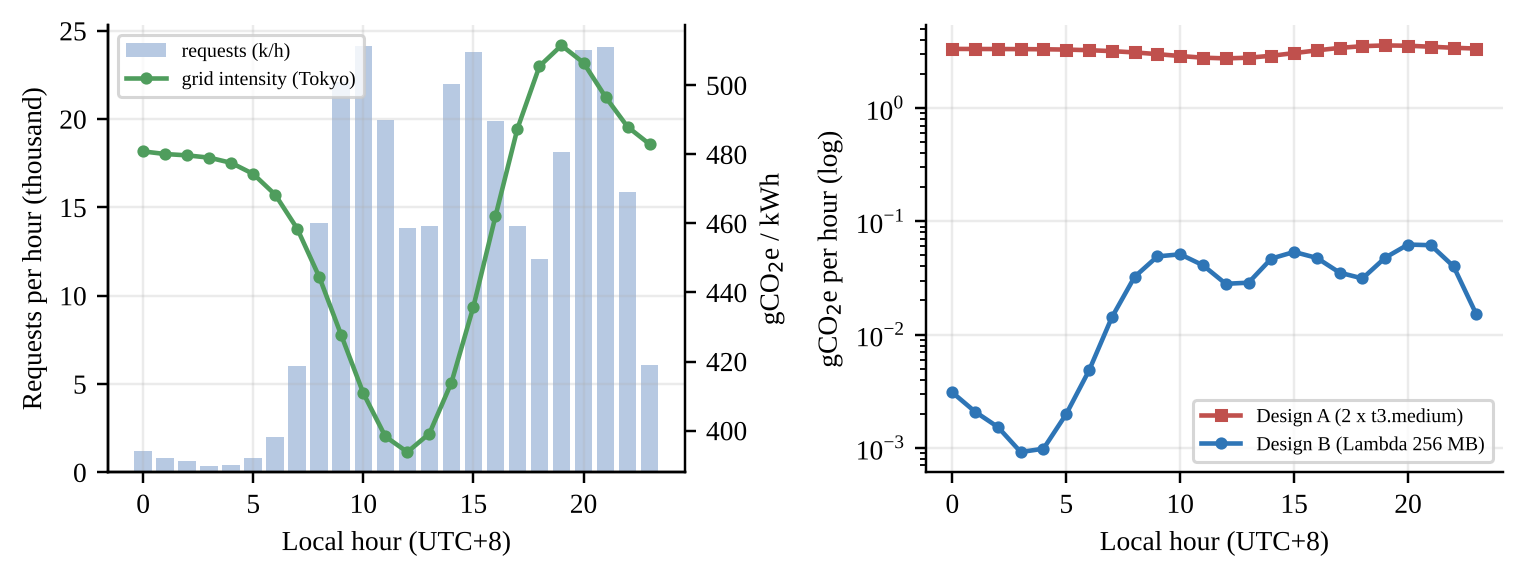 requests (k/h)
grid intensity (Tokyo)
Requests per hour (thousand)
25
20
15
10
5
0
0 5 10 15 20
Local hour (UTC+8)
500
480
460
440
420
400
gCO₂e / kWh
gCO₂e per hour (log)
10⁰
10⁻¹
10⁻²
10⁻³
Design A (2 x t3.medium)
Design B (Lambda 256 MB)
0 5 10 15 20
Local hour (UTC+8)